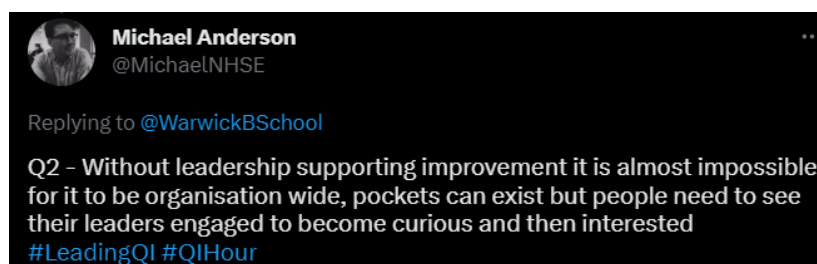 Michael Anderson
@MichaelNHSE
Replying to @WarwickBSchool
Q2 – Without leadership supporting improvement it is almost impossible
for it to be organisation wide, pockets can exist but people need to see
their leaders engaged to become curious and then interested
#LeadingQI #QIHour